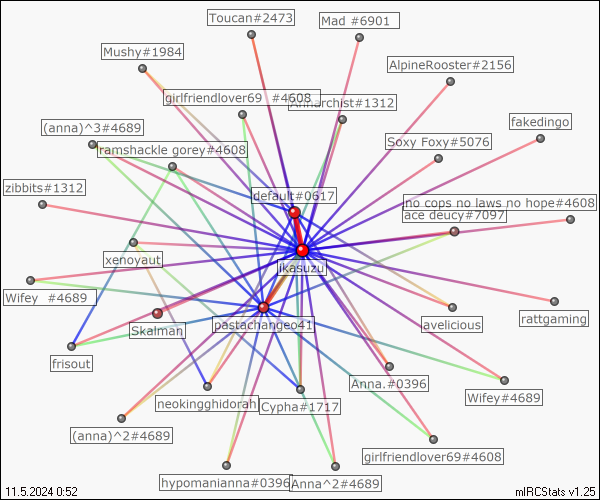 Toucan#2473
Mad #6901
Mushy#1984
AlpineRooster#2156
girlfriendlover69 #4608
Annarchist#1312
(anna)^3#4689
fakedingo
ramshackle gorey#4608
Soxy Foxy#5076
zibbits#1312
default#0617
no cops no laws no hope#4608
ace deucy#7097
xenoyaut
jkasuzu
Wifey #4689
rattgaming
Skalman
pastachangeo41
avelicious
frisout
Anna.#0396
Wifey#4689
neokingghidorah
Cypha#1717
(anna)^2#4689
girlfriendlover69#4608
hypomanianna#0396
Anna^2#4689
11.5.2024 0:52
mIRCStats v1.25